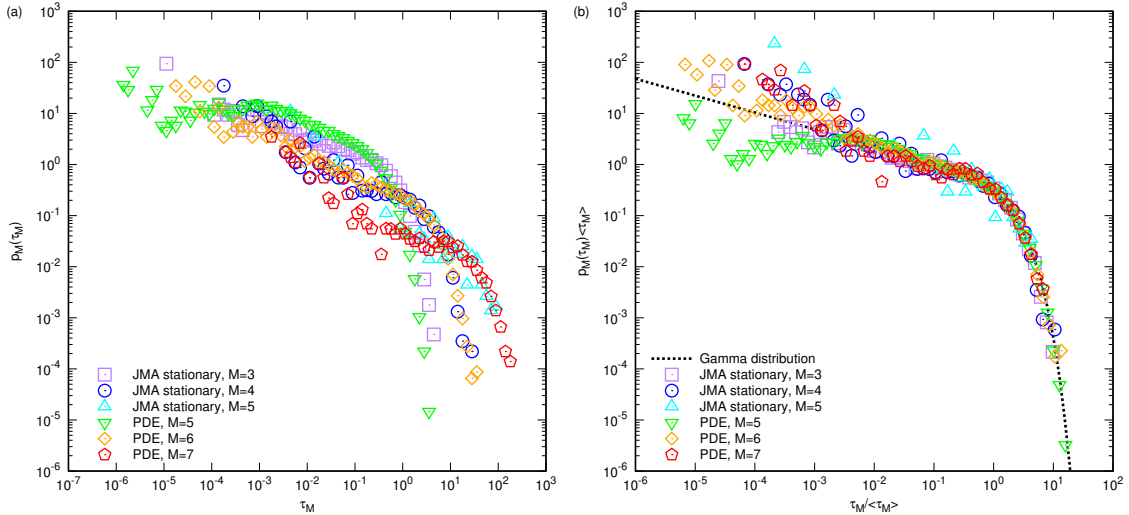 (a)
10^3
10^2
10^1
10^0
10^-1
10^-2
10^-3
10^-4
10^-5
10^-6
p_M(τ_M)
JMA stationary, M=3
JMA stationary, M=4
JMA stationary, M=5
PDE, M=5
PDE, M=6
PDE, M=7
10^-7 10^-6 10^-5 10^-4 10^-3 10^-2 10^-1 10^0 10^1 10^2 10^3
τ_M
(b)
10^3
10^2
10^1
10^0
10^-1
10^-2
10^-3
10^-4
10^-5
10^-6
p_M(τ_M)<τ_M>
Gamma distribution
JMA stationary, M=3
JMA stationary, M=4
JMA stationary, M=5
PDE, M=5
PDE, M=6
PDE, M=7
10^-6 10^-5 10^-4 10^-3 10^-2 10^-1 10^0 10^1 10^2
τ_M/<τ_M>